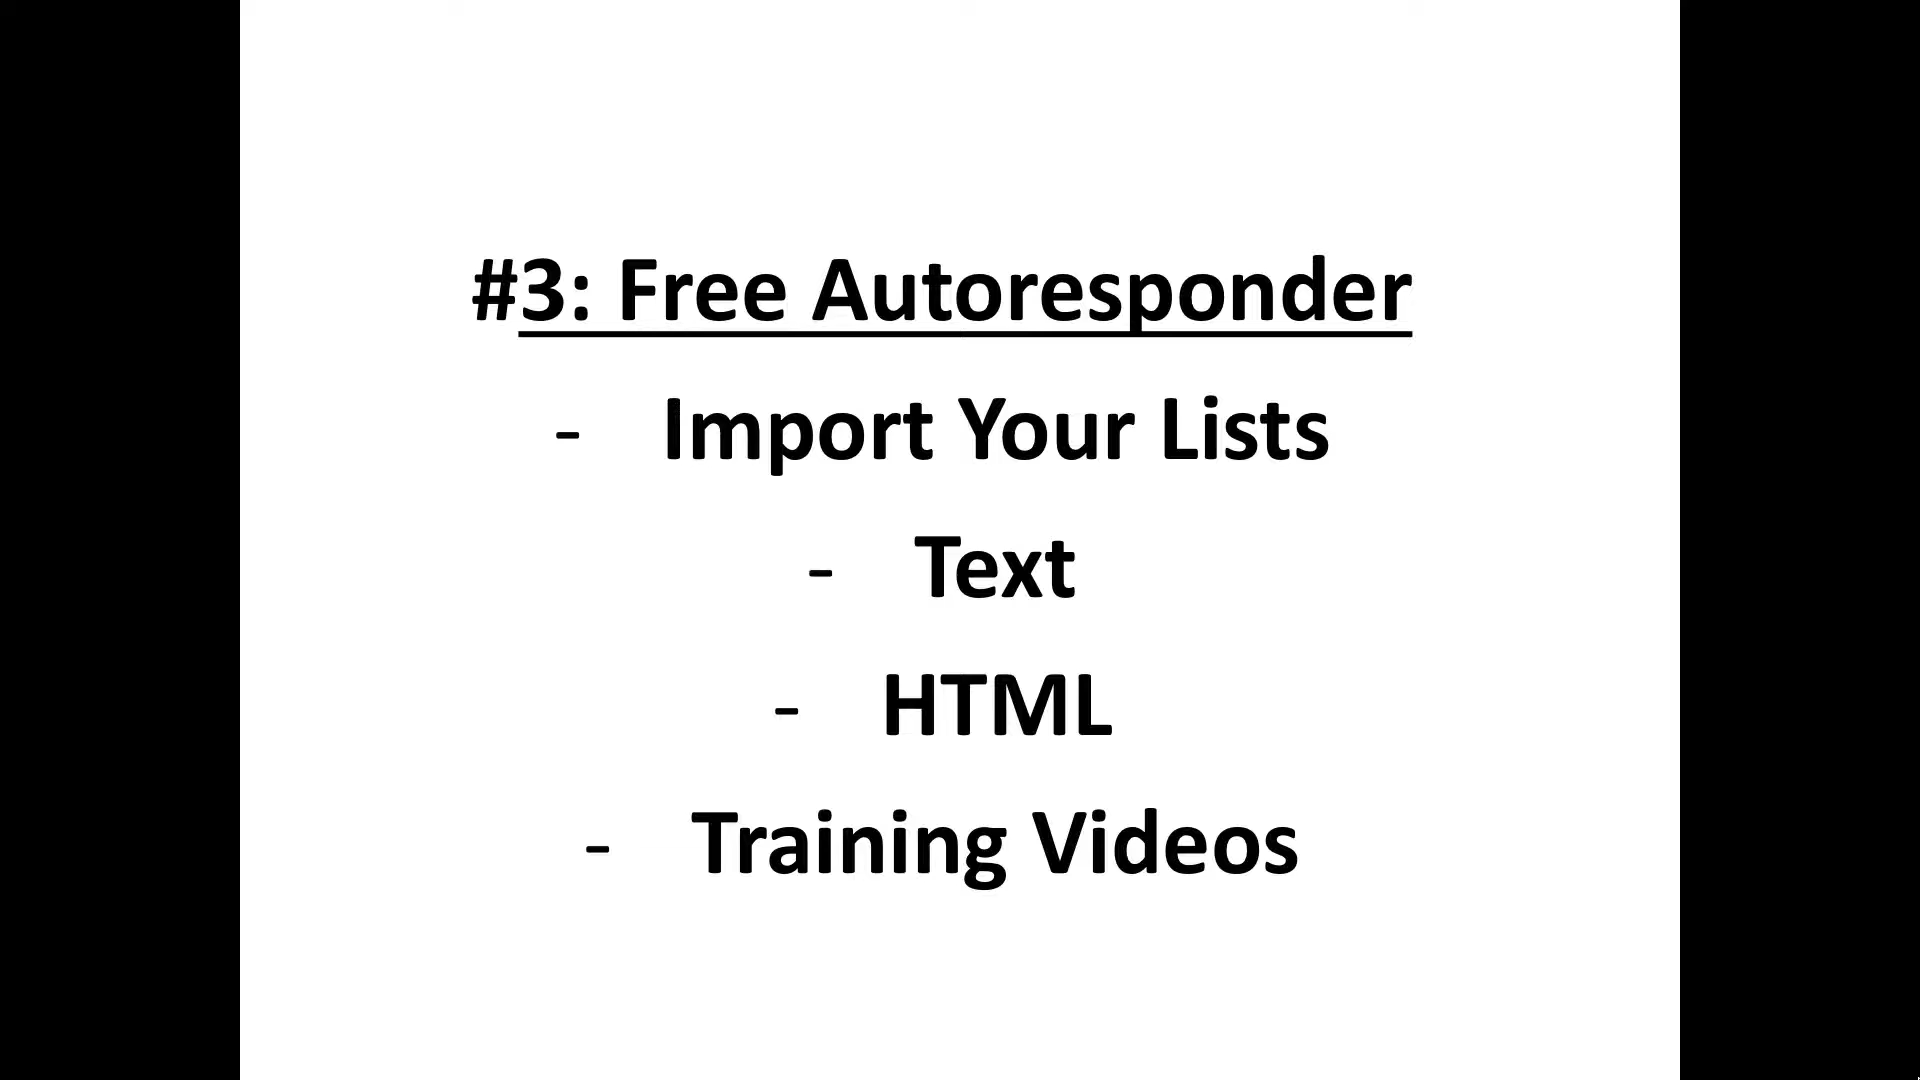 #3: Free Autoresponder
- Import Your Lists
- Text
- HTML
- Training Videos